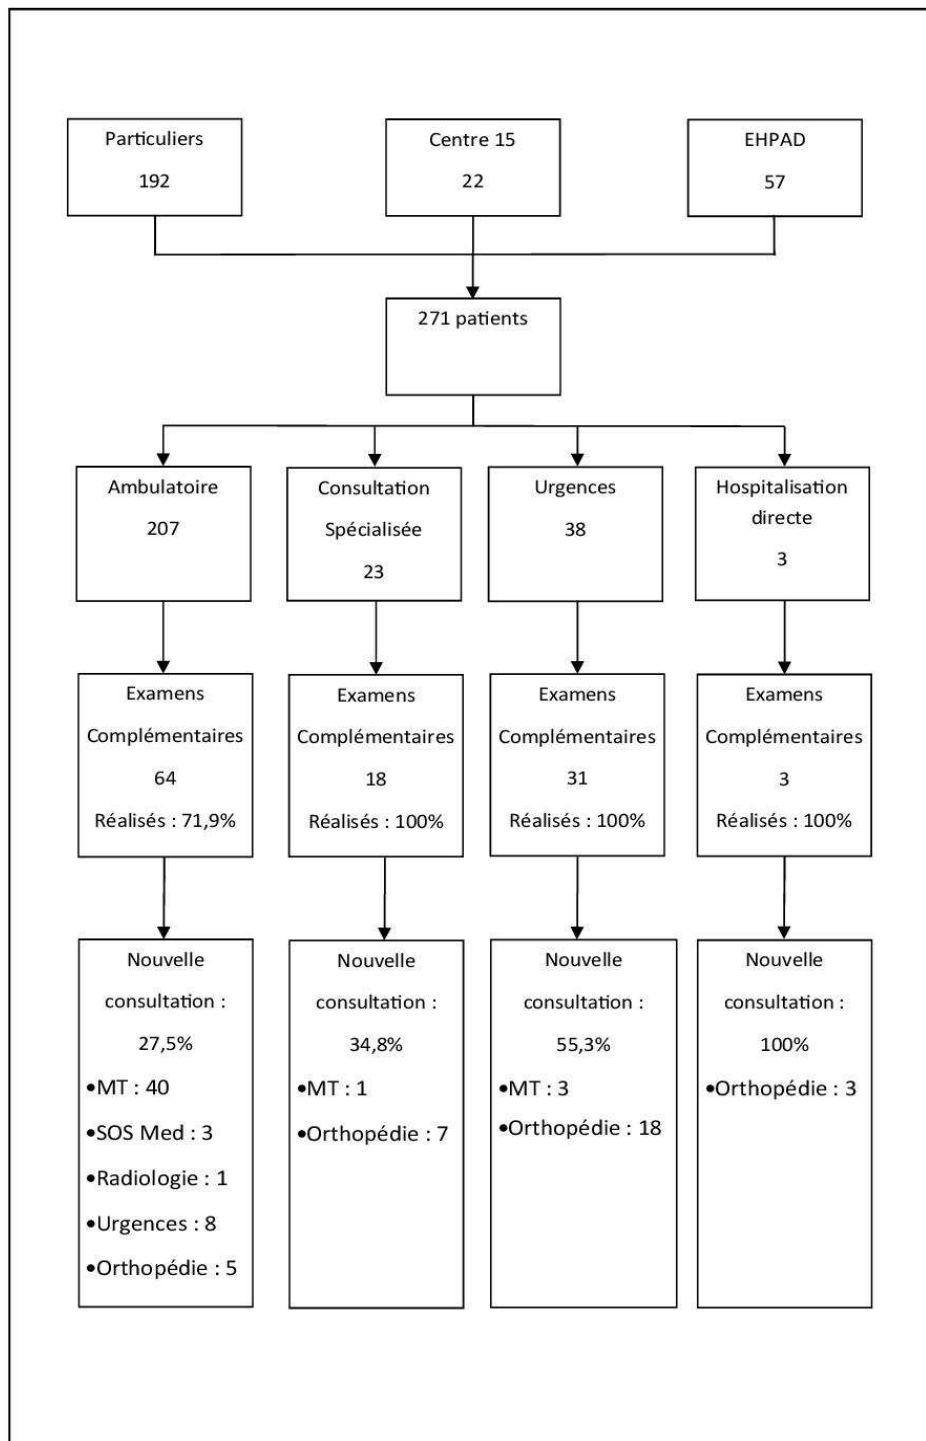 Particuliers
192
Centre 15
22
EHPAD
57
271 patients
Ambulatoire
207
Consultation
Spécialisée
23
Urgences
38
Hospitalisation
directe
3
Examens
Complémentaires
64
Réalisés : 71,9%
Examens
Complémentaires
18
Réalisés : 100%
Examens
Complémentaires
31
Réalisés : 100%
Examens
Complémentaires
3
Réalisés : 100%
Nouvelle
consultation :
27,5%
•MT : 40
•SOS Med : 3
•Radiologie : 1
•Urgences : 8
•Orthopédie : 5
Nouvelle
consultation :
34,8%
•MT : 1
•Orthopédie : 7
Nouvelle
consultation :
55,3%
•MT : 3
•Orthopédie : 18
Nouvelle
consultation :
100%
•Orthopédie : 3